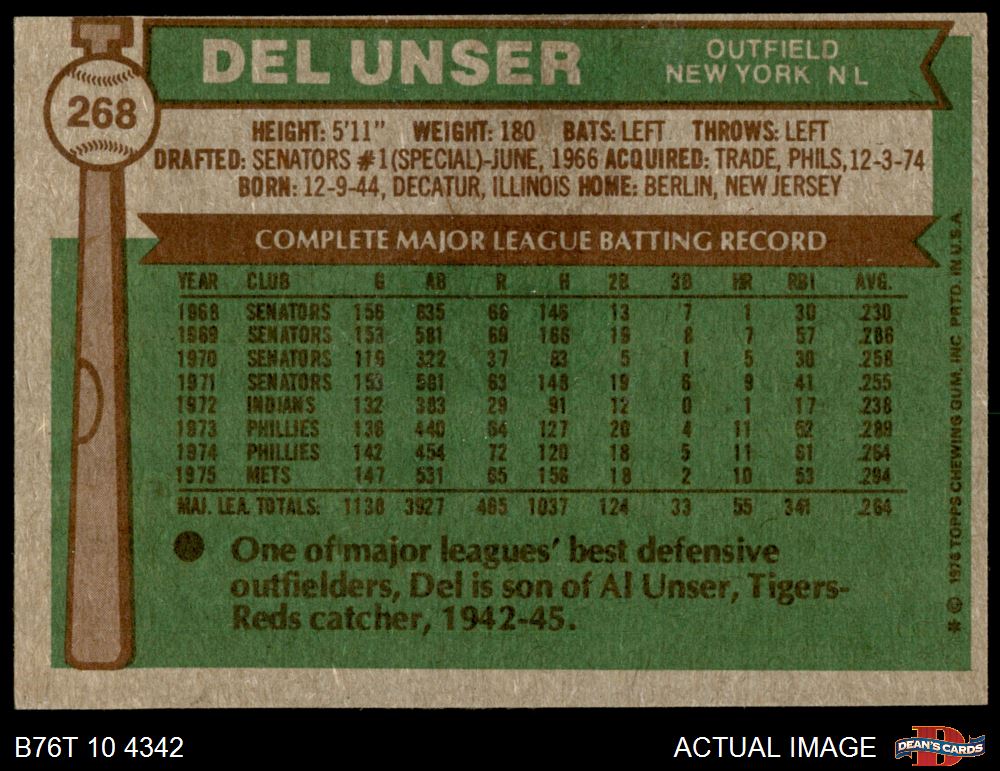 268
DEL UNSER
OUTFIELD
NEW YORK N L
HEIGHT: 5'11" WEIGHT: 180 BATS: LEFT THROWS: LEFT
DRAFTED: SENATORS #1(SPECIAL)-JUNE, 1966 ACQUIRED: TRADE, PHILS, 12-3-74
BORN: 12-9-44, DECATUR, ILLINOIS HOME: BERLIN, NEW JERSEY
COMPLETE MAJOR LEAGUE BATTING RECORD
YEAR CLUB G AB R H 2B 3B HR RBI AVG.
1968 SENATORS 156 635 66 146 13 7 1 30 .230
1969 SENATORS 153 581 69 166 19 8 7 57 .286
1970 SENATORS 119 322 37 83 5 1 5 30 .258
1971 SENATORS 153 581 63 148 19 6 9 41 .255
1972 INDIANS 132 383 29 91 12 0 1 17 .238
1973 PHILLIES 136 440 64 127 20 4 11 52 .289
1974 PHILLIES 142 454 72 120 18 5 11 61 .264
1975 METS 147 531 65 156 18 2 10 53 .294
MAJ. LEA. TOTALS: 1138 3927 465 1037 124 33 55 341 .264
One of major leagues' best defensive
outfielders, Del is son of Al Unser, Tigers-
Reds catcher, 1942-45.
* © 1976 TOPPS CHEWING GUM, INC. PRTD. IN U.S.A.
B76T 10 4342
ACTUAL IMAGE
D
DEAN'S CARDS